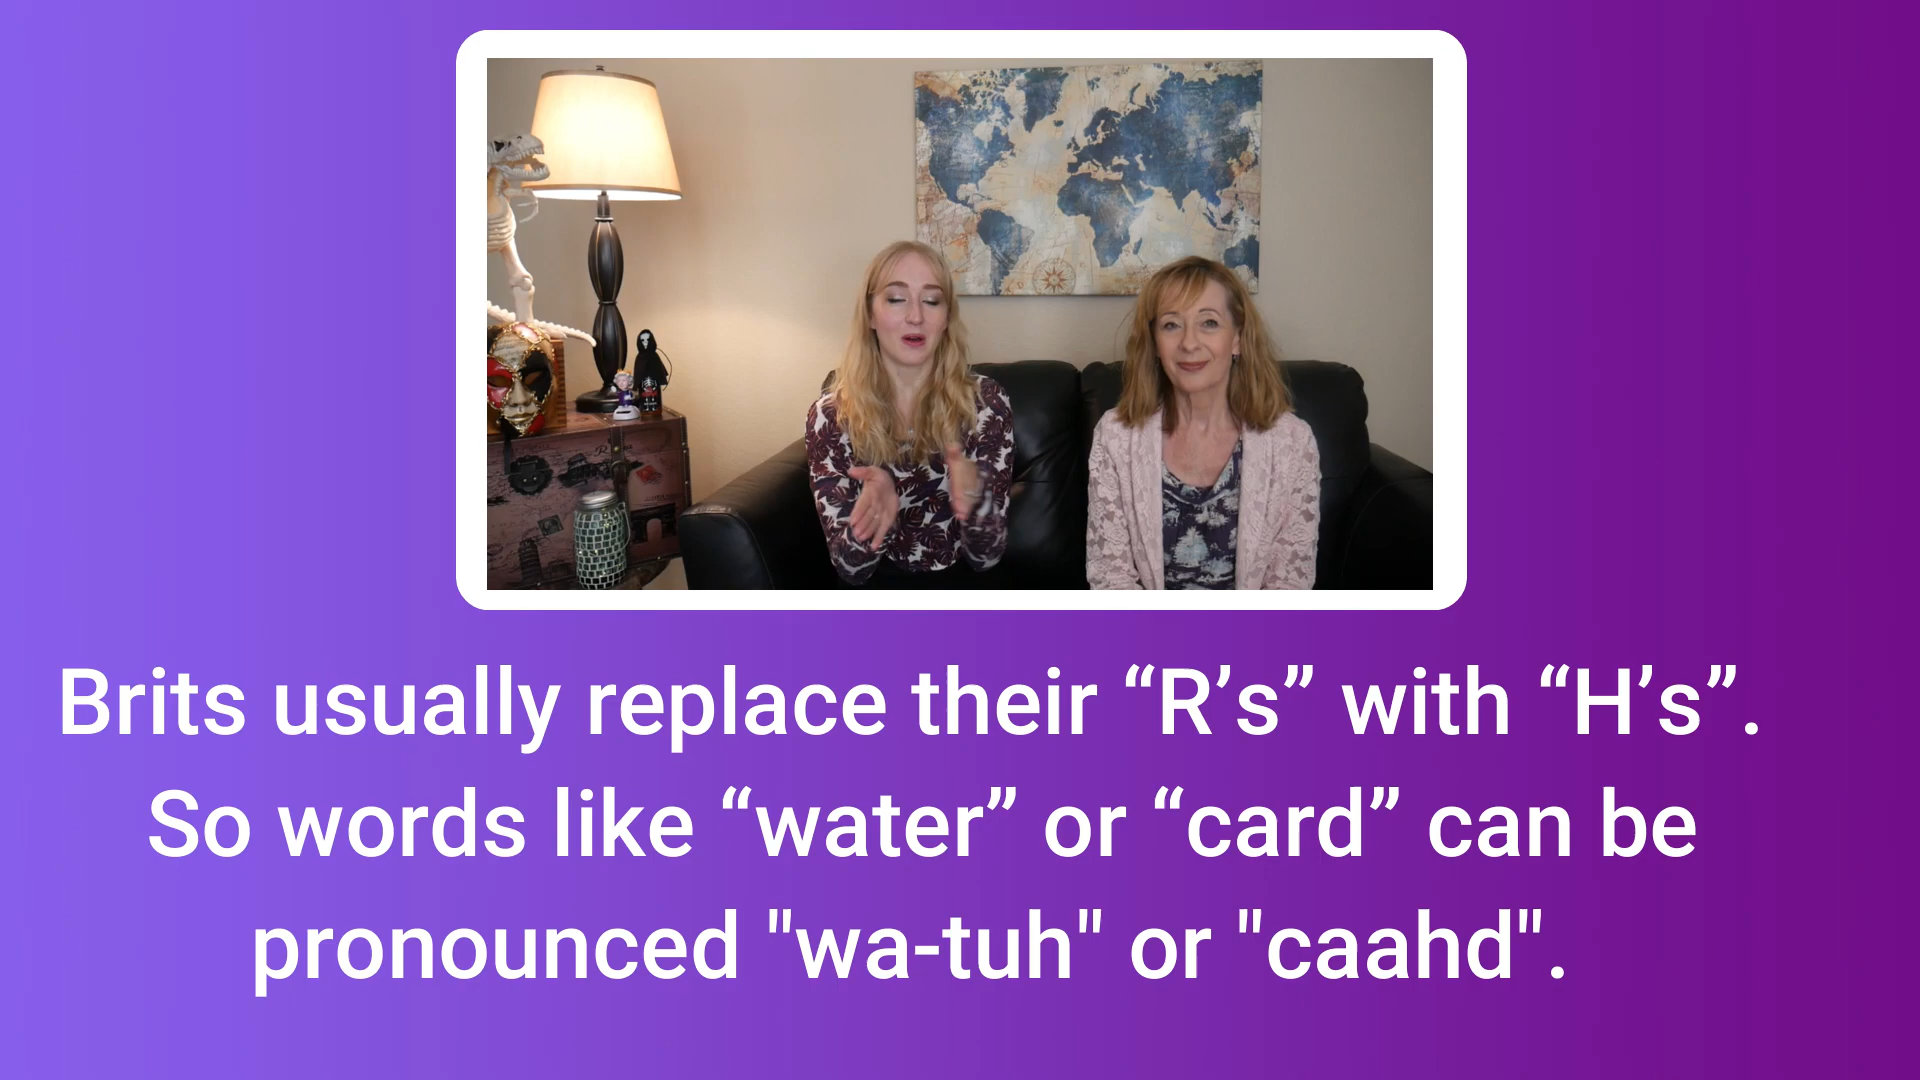 Brits usually replace their “R’s” with “H’s”.
So words like “water” or “card” can be
pronounced "wa-tuh" or "caahd".